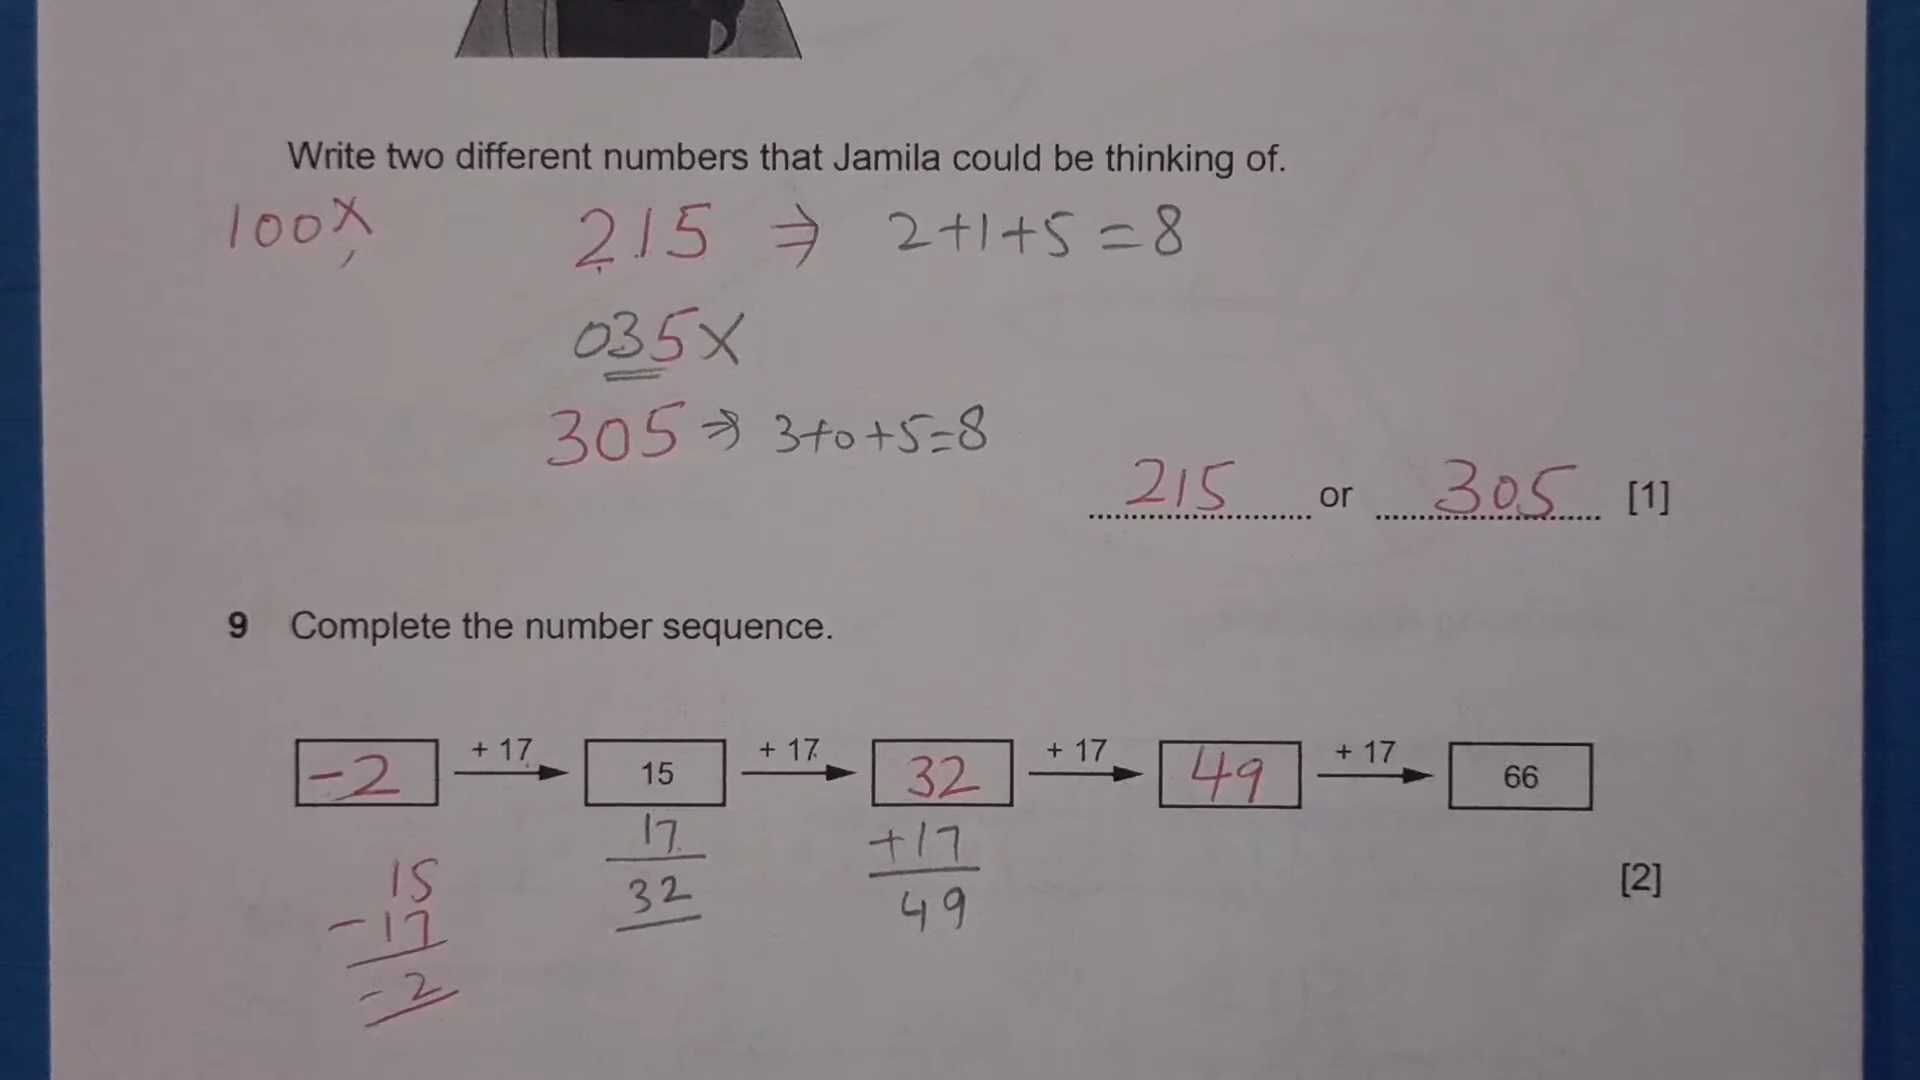 Write two different numbers that Jamila could be thinking of.
100X 215 ⇒ 2+1+5=8
035X
305 ⇒ 3+0+5=8
215 or 305 [1]
9 Complete the number sequence.
+ 17 + 17 + 17 + 17
-2 15 32 49 66
17 +17
15 32 49 [2]
-17
-2